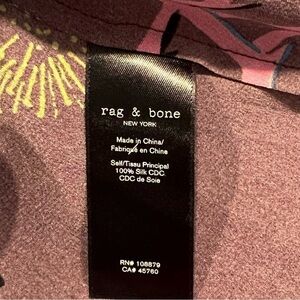 rag & bone
NEW YORK
Made in China/
Fabriqué en Chine
Self/Tissu Principal
100% Silk CDC
CDC de Soie
RN# 108879
CA# 45760